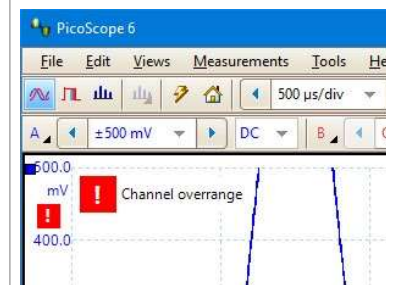 PicoScope 6
File Edit Views Measurements Tools He
500 µs/div
A ±500 mV DC B
500.0
mV
! Channel overrange
!
400.0